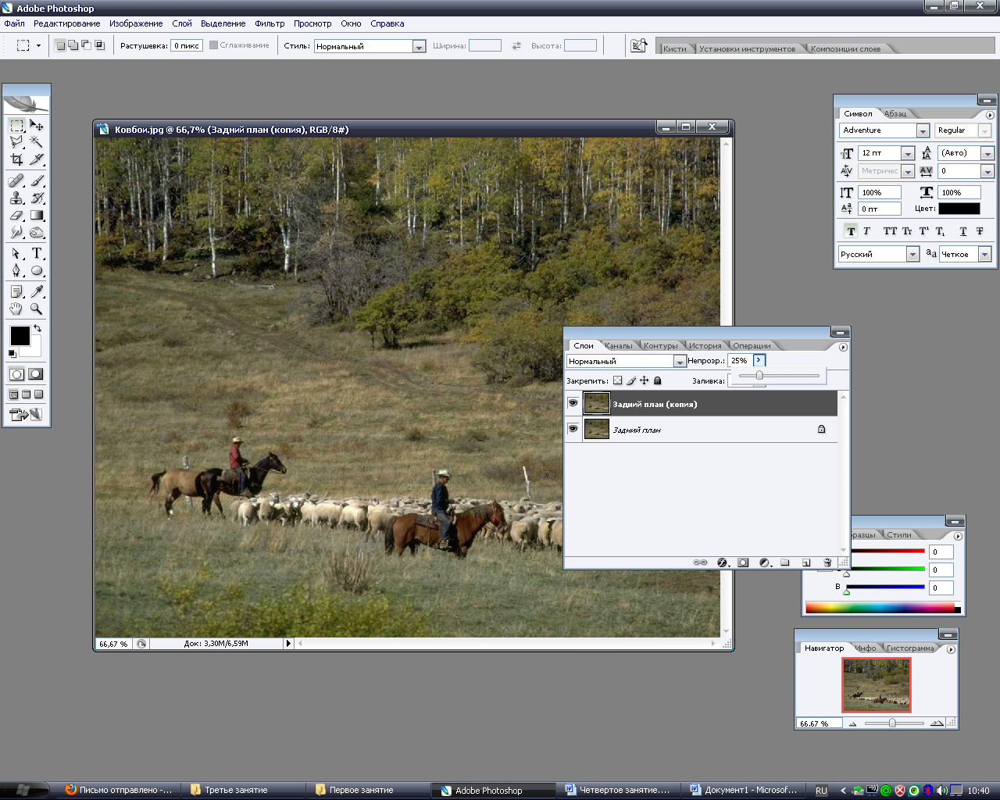 Adobe Photoshop
Файл Редактирование Изображение Слой Выделение Фильтр Просмотр Окно Справка
Растушевка: 0 пикс Сглаживание Стиль: Нормальный Ширина: Высота: Кисти Установки инструментов Композиции слоев
Ковбои.jpg @ 66,7% (Задний план (копия), RGB/8#)
Символ Абзац
Adventure Regular
12 пт (Авто)
Метричес 0
100% 100%
0 пт Цвет:
T T TT Tт T¹ T₁ T Ŧ
Русский aа Четкое
Слои Каналы Контуры История Операции
Нормальный Непрозр.: 25%
Закрепить: Заливка:
Задний план (копия)
Задний план
бразцы Стили
0
0
B 0
66,67 % Док: 3,30M/6,59M
Навигатор Инфо Гистограмма
66.67 %
Письмо отправлено -... Третье занятие Первое занятие Adobe Photoshop Четвертое занятие.... Документ1 - Microsof... RU 10:40